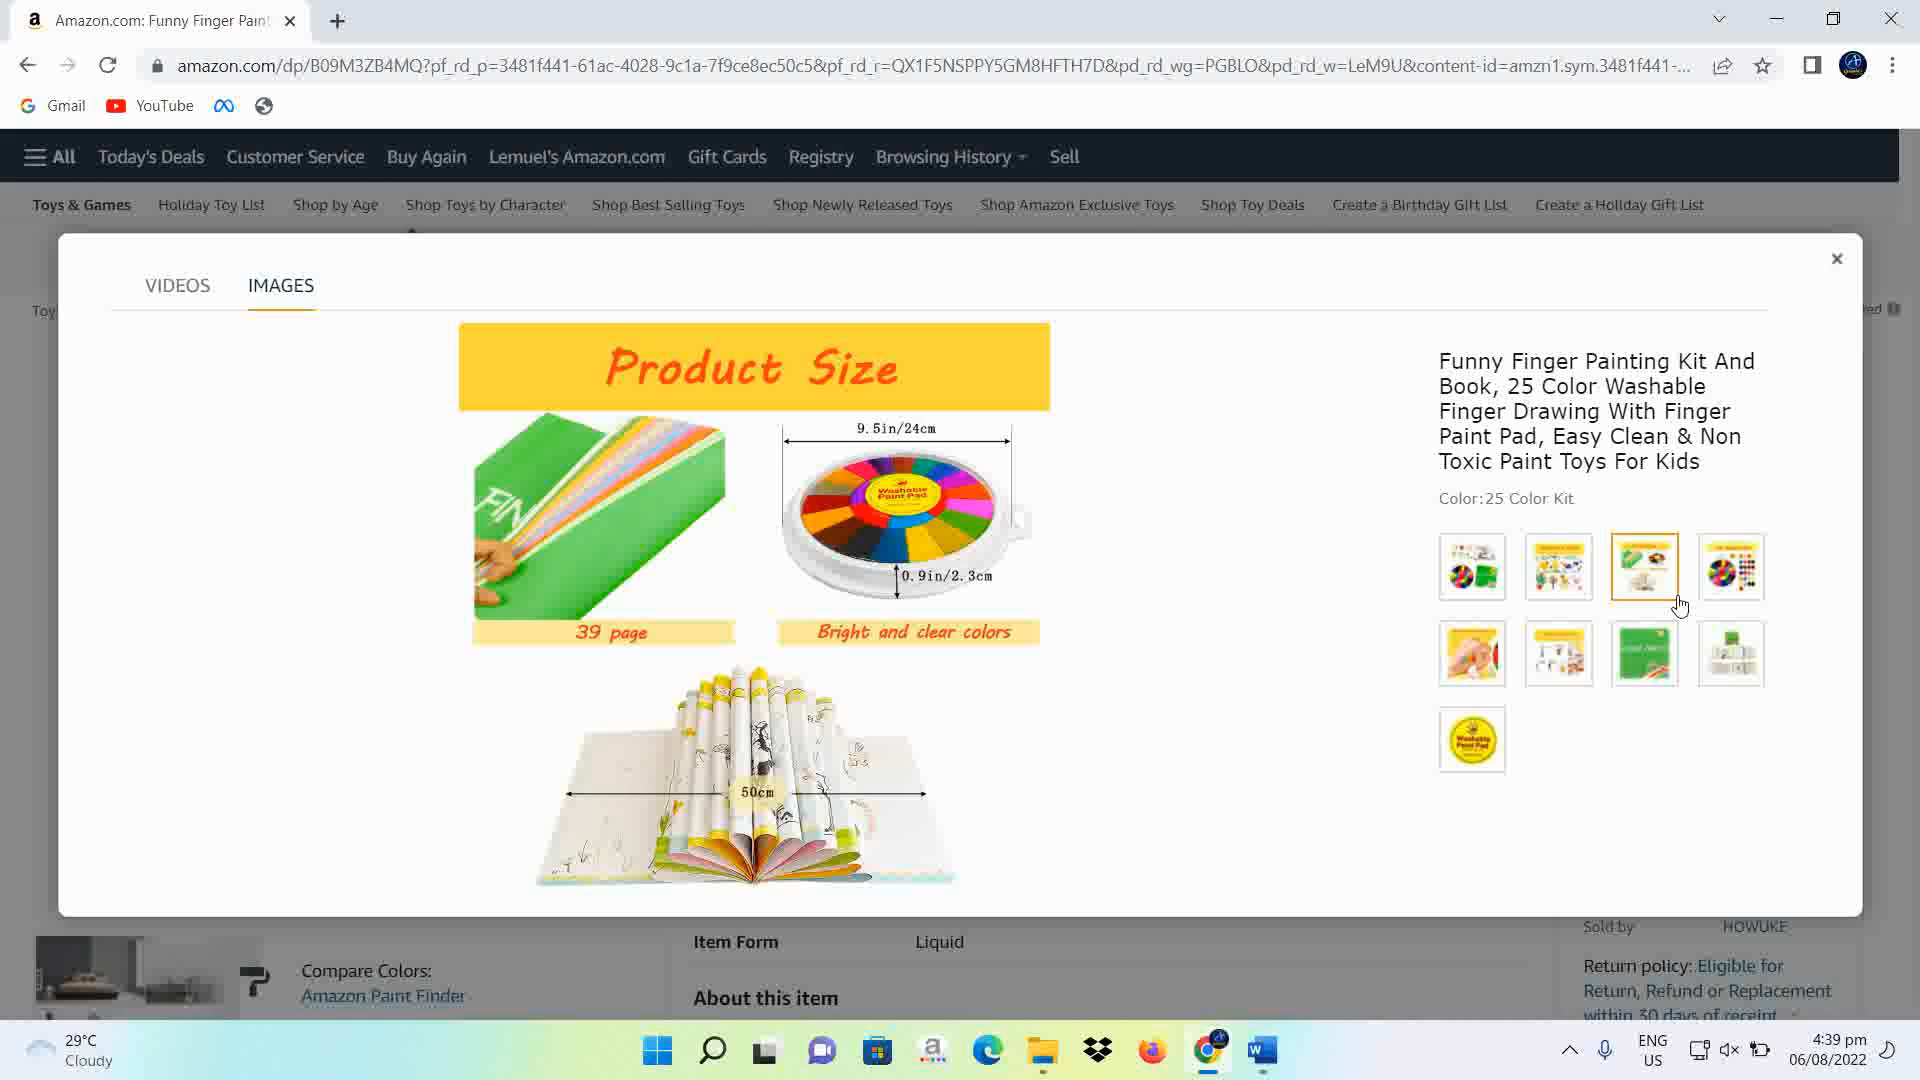 Amazon.com: Funny Finger Paint
amazon.com/dp/B09M3ZB4MQ?pf_rd_p=3481f441-61ac-4028-9c1a-7f9ce8ec50c5&pf_rd_r=QX1F5NSPPY5GM8HFTH7D&pd_rd_wg=PGBLO&pd_rd_w=LeM9U&content-id=amzn1.sym.3481f441-...
Gmail YouTube
All Today's Deals Customer Service Buy Again Lemuel's Amazon.com Gift Cards Registry Browsing History Sell
Toys & Games Holiday Toy List Shop by Age Shop Toys by Character Shop Best Selling Toys Shop Newly Released Toys Shop Amazon Exclusive Toys Shop Toy Deals Create a Birthday Gift List Create a Holiday Gift List
VIDEOS IMAGES
Product Size
9.5in/24cm
FIN
Washable
Paint Pad
0.9in/2.3cm
39 page
Bright and clear colors
50cm
Funny Finger Painting Kit And
Book, 25 Color Washable
Finger Drawing With Finger
Paint Pad, Easy Clean & Non
Toxic Paint Toys For Kids
Color:25 Color Kit
Washable
Paint Pad
Sold by HOWUKE
Item Form Liquid
Compare Colors:
Amazon Paint Finder
About this item
Return policy: Eligible for
Return, Refund or Replacement
within 30 days of receipt
29°C
Cloudy
ENG
US
4:39 pm
06/08/2022